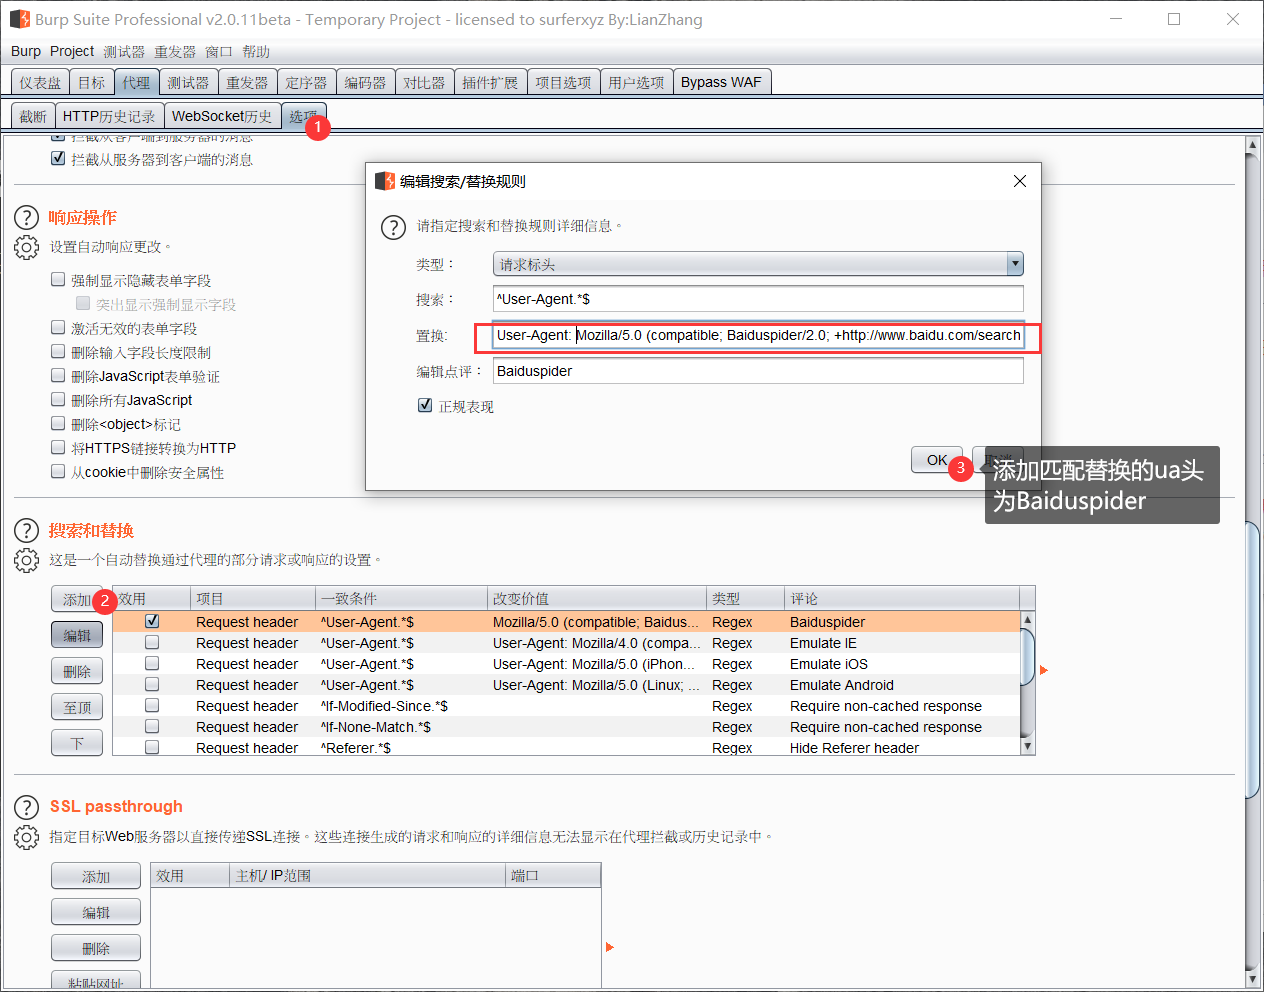 Burp Suite Professional v2.0.11beta - Temporary Project - licensed to surferxyz By:LianZhang
Burp Project 测试器 重发器 窗口 帮助
仪表盘 目标 代理 测试器 重发器 定序器 编码器 对比器 插件扩展 项目选项 用户选项 Bypass WAF
截断 HTTP历史记录 WebSocket历史 选项 1
拦截从客户端到服务器的消息
拦截从服务器到客户端的消息
? 响应操作
设置自动响应更改。
强制显示隐藏表单字段
突出显示强制显示字段
激活无效的表单字段
删除输入字段长度限制
删除JavaScript表单验证
删除所有JavaScript
删除<object>标记
将HTTPS链接转换为HTTP
从cookie中删除安全属性
编辑搜索/替换规则
? 请指定搜索和替换规则详细信息。
类型： 请求标头
搜索： ^User-Agent.*$
置换: User-Agent: Mozilla/5.0 (compatible; Baiduspider/2.0; +http://www.baidu.com/search
编辑点评： Baiduspider
正规表现
OK 3 取消
添加匹配替换的ua头
为Baiduspider
? 搜索和替换
这是一个自动替换通过代理的部分请求或响应的设置。
添加 2 效用 项目 一致条件 改变价值 类型 评论
Request header ^User-Agent.*$ Mozilla/5.0 (compatible; Baidus... Regex Baiduspider
编辑 Request header ^User-Agent.*$ User-Agent: Mozilla/4.0 (compa... Regex Emulate IE
删除 Request header ^User-Agent.*$ User-Agent: Mozilla/5.0 (iPhon... Regex Emulate iOS
Request header ^User-Agent.*$ User-Agent: Mozilla/5.0 (Linux; ... Regex Emulate Android
至顶 Request header ^If-Modified-Since.*$ Regex Require non-cached response
Request header ^If-None-Match.*$ Regex Require non-cached response
下 Request header ^Referer.*$ Regex Hide Referer header
? SSL passthrough
指定目标Web服务器以直接传递SSL连接。这些连接生成的请求和响应的详细信息无法显示在代理拦截或历史记录中。
添加 效用 主机/ IP范围 端口
编辑
删除
粘贴网址